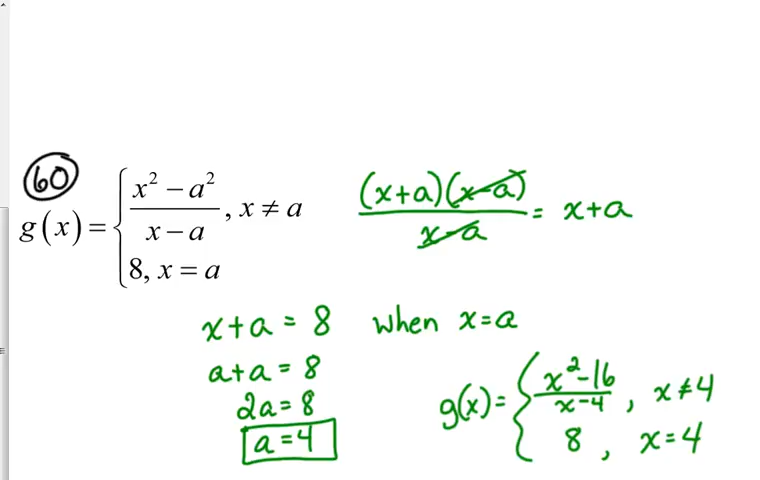 60
g(x) = { (x² − a²)/(x − a), x ≠ a
8, x = a
(x+a)(x-a)/(x-a) = x+a
x+a = 8 when x=a
a+a = 8
2a = 8
a = 4
g(x) = { (x²-16)/(x-4), x≠4
8, x=4